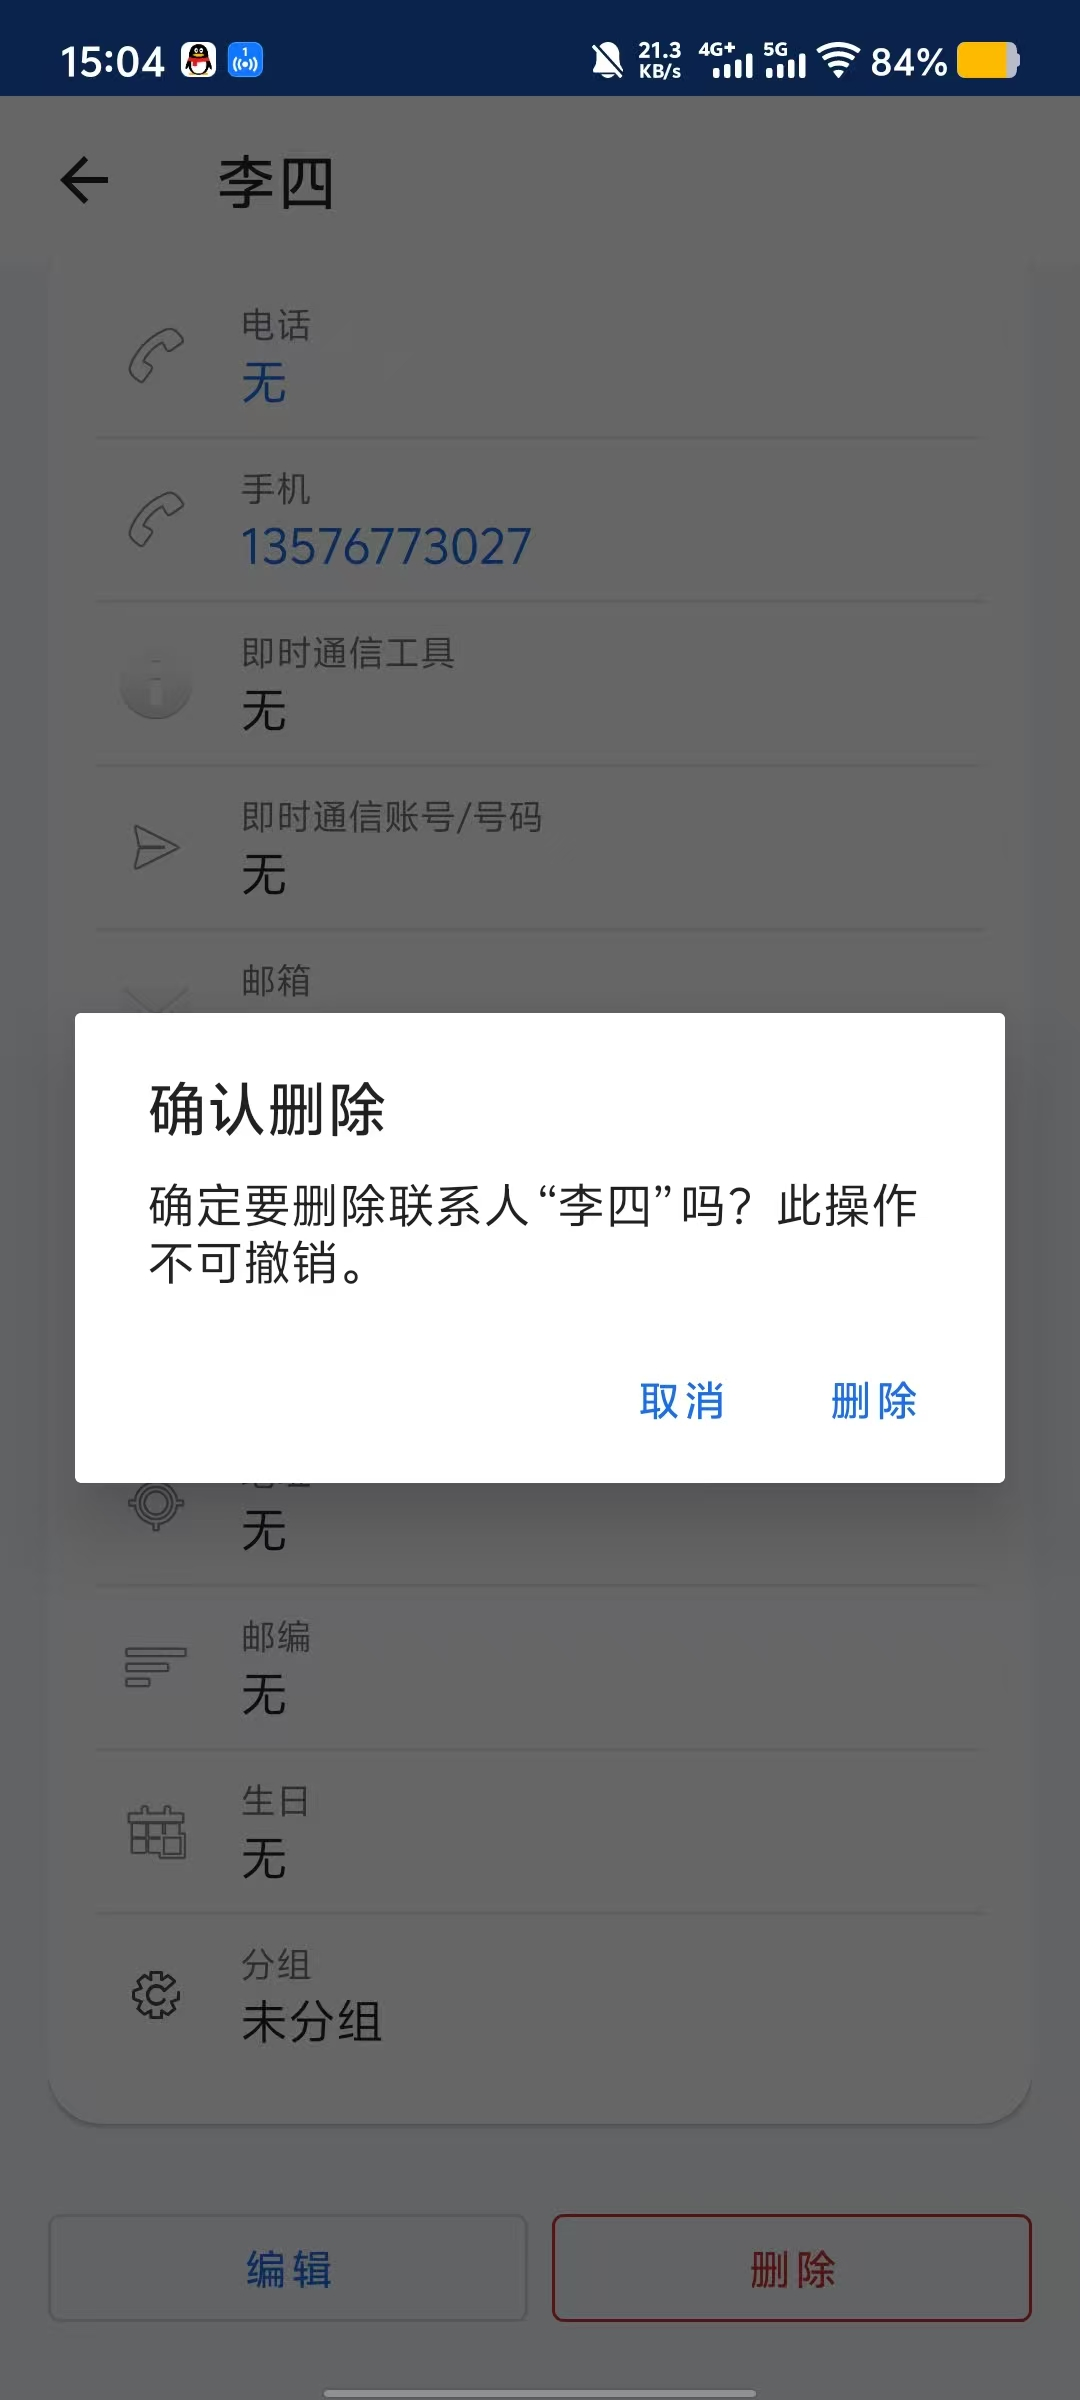 15:04
1
21.3
KB/s
4G+
5G
84%
李四
电话
无
手机
13576773027
即时通信工具
无
即时通信账号/号码
无
邮箱
确认删除
确定要删除联系人“李四”吗？此操作
不可撤销。
取消
删除
无
邮编
无
生日
无
分组
未分组
编辑
删除